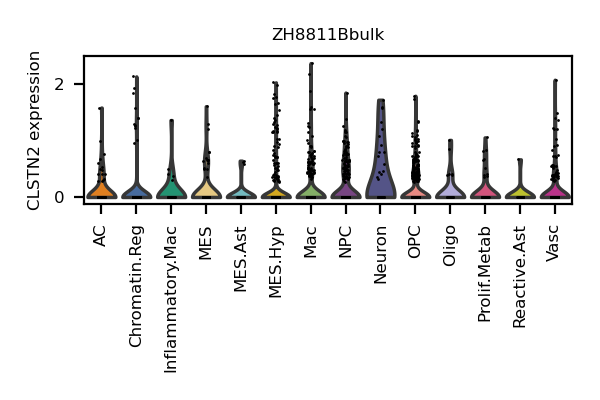 ZH8811Bbulk
CLSTN2 expression
2
0
AC
Chromatin.Reg
Inflammatory.Mac
MES
MES.Ast
MES.Hyp
Mac
NPC
Neuron
OPC
Oligo
Prolif.Metab
Reactive.Ast
Vasc